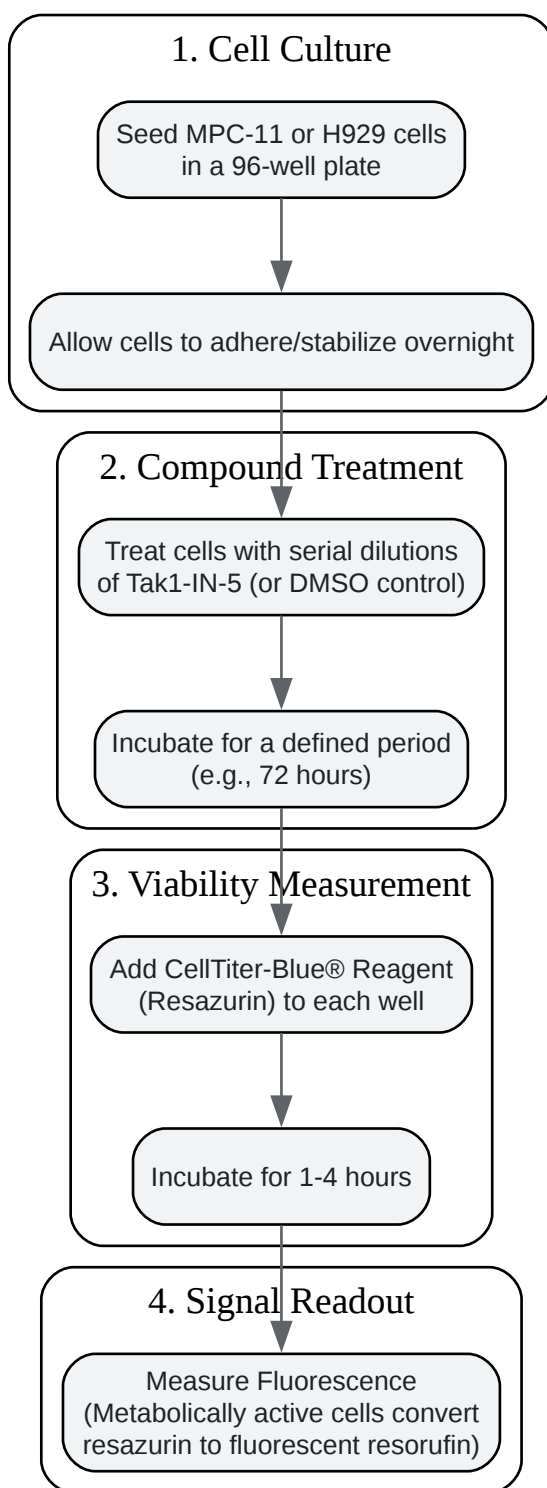 1. Cell Culture
Seed MPC-11 or H929 cells
in a 96-well plate
Allow cells to adhere/stabilize overnight
2. Compound Treatment
Treat cells with serial dilutions
of Tak1-IN-5 (or DMSO control)
Incubate for a defined period
(e.g., 72 hours)
3. Viability Measurement
Add CellTiter-Blue® Reagent
(Resazurin) to each well
Incubate for 1-4 hours
4. Signal Readout
Measure Fluorescence
(Metabolically active cells convert
resazurin to fluorescent resorufin)